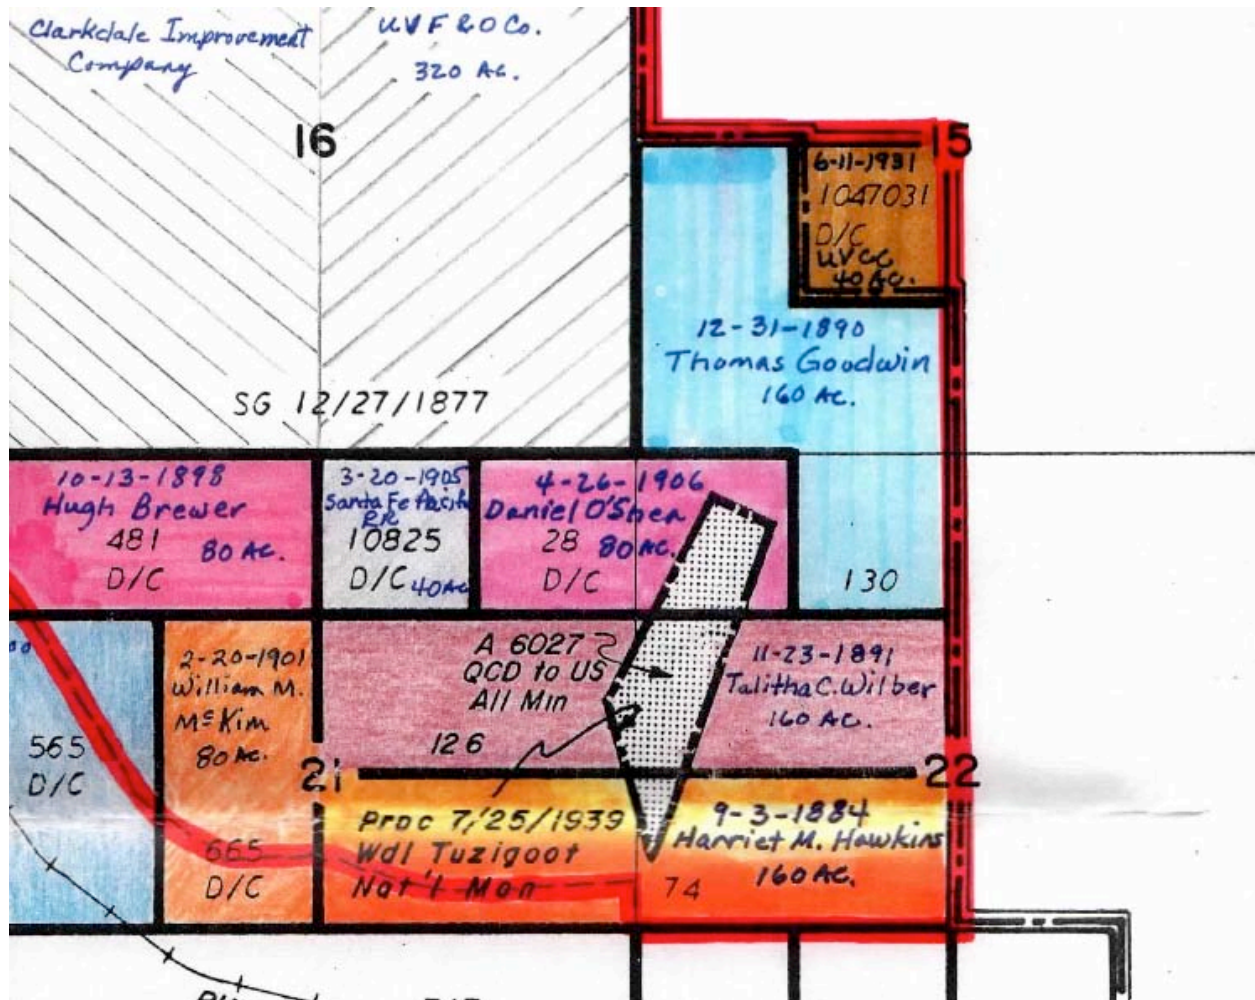 Clarkdale Improvement
Company
UVF&O Co.
320 AC.
16
15
6-11-1931
1047031
D/C
UVCC
40 AC.
12-31-1890
Thomas Goodwin
160 AC.
SG 12/27/1877
10-13-1898
Hugh Brewer
481 80 AC.
D/C
3-20-1905
Santa Fe Pacific
RR
10825
D/C 40 AC
4-26-1906
Daniel O'Shea
28 80 AC.
D/C
130
2-20-1901
William M.
McKim
80 AC.
A 6027
QCD to US
All Min
126
11-23-1891
Talitha C. Wilber
160 AC.
565
D/C
21
22
Proc 7/25/1939
Wdl Tuzigoot
Nat'l Mon
9-3-1884
Harriet M. Hawkins
160 AC.
665
D/C
74